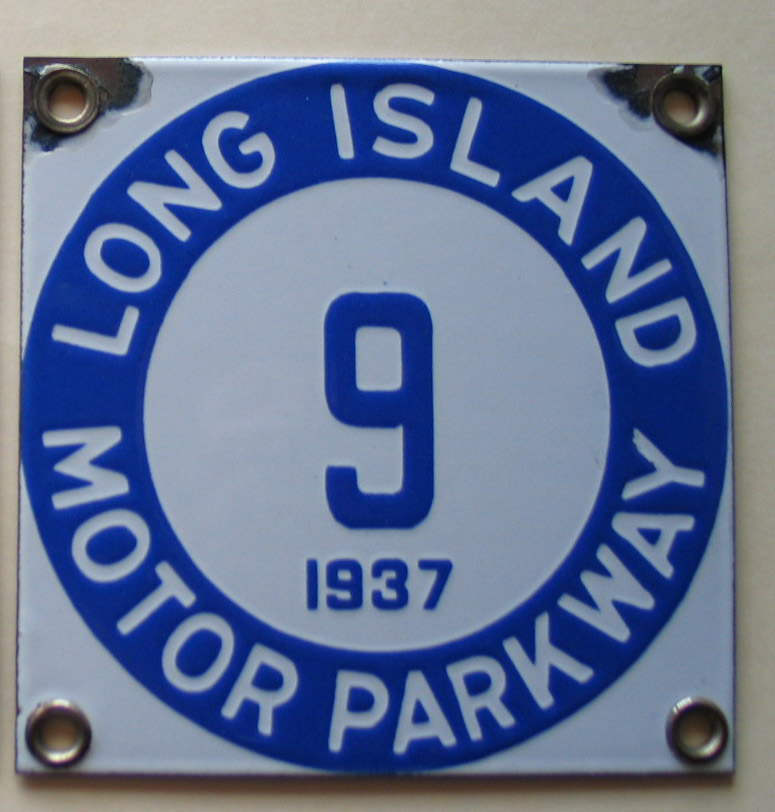 LONG ISLAND
9
1937
MOTOR PARKWAY